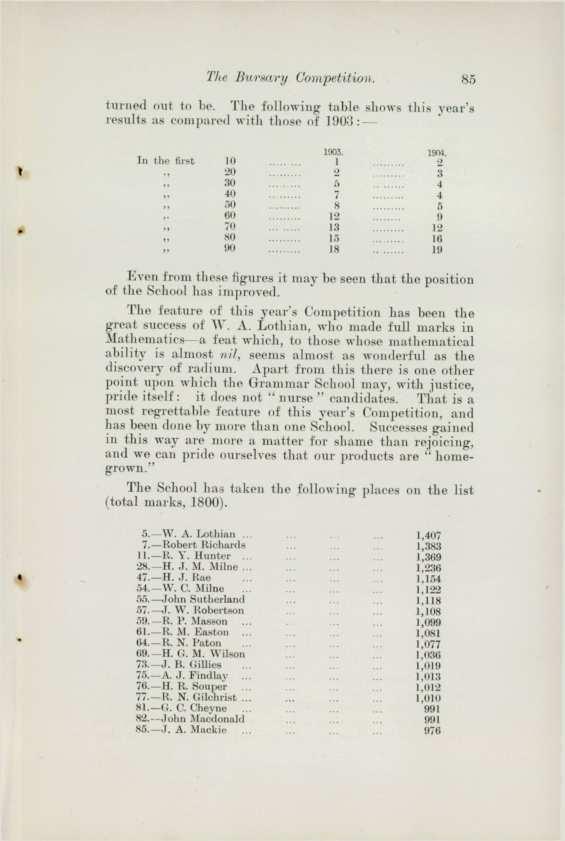 The Bursary Competition. 85
turned out to be. The following table shows this year's
results as compared with those of 1903 :—
1903. 1904.
In the first 10 ......... 1 ......... 2
,, 20 ......... 2 ......... 3
,, 30 ......... 5 ......... 4
,, 40 ......... 7 ......... 4
,, 50 ......... 8 ......... 5
,, 60 ......... 12 ......... 9
,, 70 ......... 13 ......... 12
,, 80 ......... 15 ......... 16
,, 90 ......... 18 ......... 19
Even from these figures it may be seen that the position
of the School has improved.
The feature of this year's Competition has been the
great success of W. A. Lothian, who made full marks in
Mathematics—a feat which, to those whose mathematical
ability is almost nil, seems almost as wonderful as the
discovery of radium. Apart from this there is one other
point upon which the Grammar School may, with justice,
pride itself: it does not "nurse" candidates. That is a
most regrettable feature of this year's Competition, and
has been done by more than one School. Successes gained
in this way are more a matter for shame than rejoicing,
and we can pride ourselves that our products are "home-
grown."
The School has taken the following places on the list
(total marks, 1800).
5.—W. A. Lothian ... ... ... ... 1,407
7.—Robert Richards ... ... ... 1,383
11.—R. Y. Hunter ... ... ... ... 1,369
28.—H. J. M. Milne ... ... ... ... 1,236
47.—H. J. Rae ... ... ... ... 1,154
54.—W. C. Milne ... ... ... ... 1,122
55.—John Sutherland ... ... ... 1,118
57.—J. W. Robertson ... ... ... 1,108
59.—R. P. Masson ... ... ... ... 1,099
61.—R. M. Easton ... ... ... ... 1,081
64.—R. N. Paton ... ... ... ... 1,077
69.—H. G. M. Wilson ... ... ... 1,036
73.—J. B. Gillies ... ... ... ... 1,019
75.—A. J. Findlay ... ... ... ... 1,013
76.—H. R. Souper ... ... ... ... 1,012
77.—R. N. Gilchrist ... ... ... ... 1,010
81.—G. C. Cheyne ... ... ... ... 991
82.—John Macdonald ... ... ... 991
85.—J. A. Mackie ... ... ... ... 976